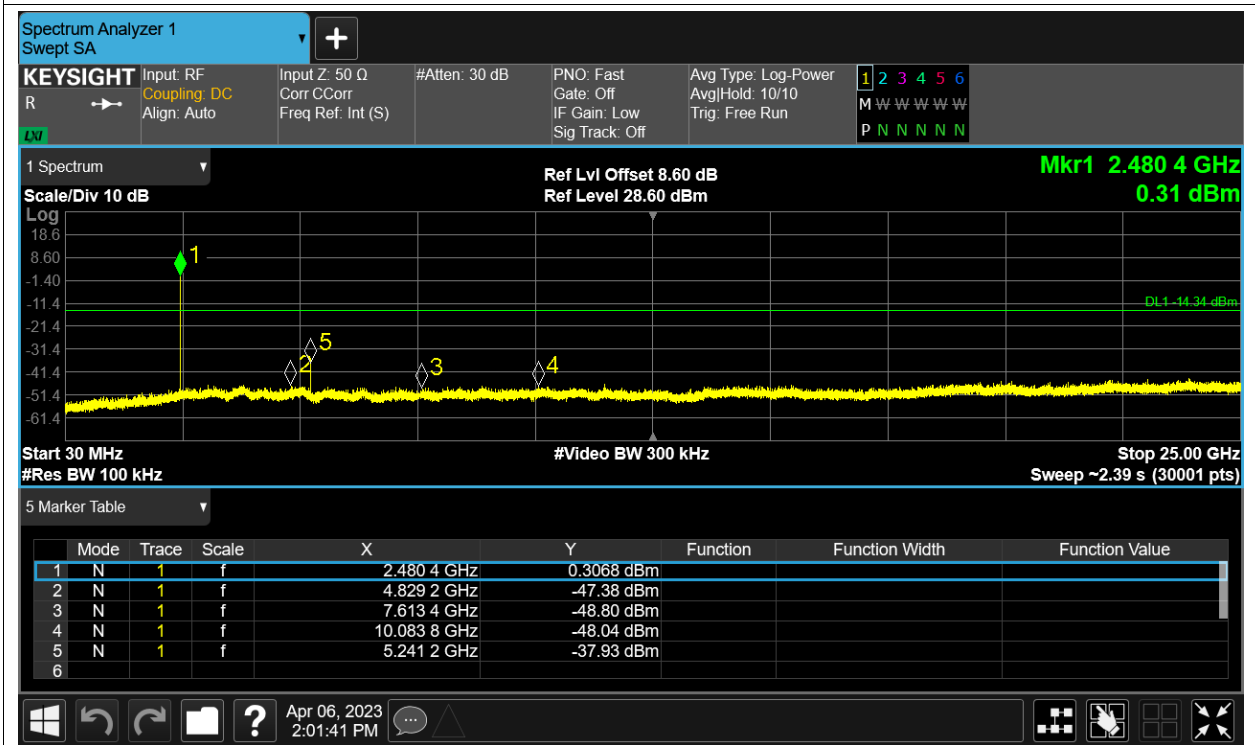 Spectrum Analyzer 1
Swept SA
KEYSIGHT Input: RF Input Z: 50 Ω #Atten: 30 dB PNO: Fast Avg Type: Log-Power 1 2 3 4 5 6
R Coupling: DC Corr CCorr Gate: Off Avg|Hold: 10/10 M W W W W W W
Align: Auto Freq Ref: Int (S) IF Gain: Low Trig: Free Run
LXI Sig Track: Off P N N N N N N
1 Spectrum Ref Lvl Offset 8.60 dB Mkr1 2.480 4 GHz
Scale/Div 10 dB Ref Level 28.60 dBm 0.31 dBm
Log
18.6
8.60 1
-1.40
-11.4 DL1 -14.34 dBm
-21.4
-31.4 5
-41.4 2 3 4
-51.4
-61.4
Start 30 MHz #Video BW 300 kHz Stop 25.00 GHz
#Res BW 100 kHz Sweep ~2.39 s (30001 pts)
5 Marker Table
Mode Trace Scale X Y Function Function Width Function Value
1 N 1 f 2.480 4 GHz 0.3068 dBm
2 N 1 f 4.829 2 GHz -47.38 dBm
3 N 1 f 7.613 4 GHz -48.80 dBm
4 N 1 f 10.083 8 GHz -48.04 dBm
5 N 1 f 5.241 2 GHz -37.93 dBm
6
? Apr 06, 2023
2:01:41 PM